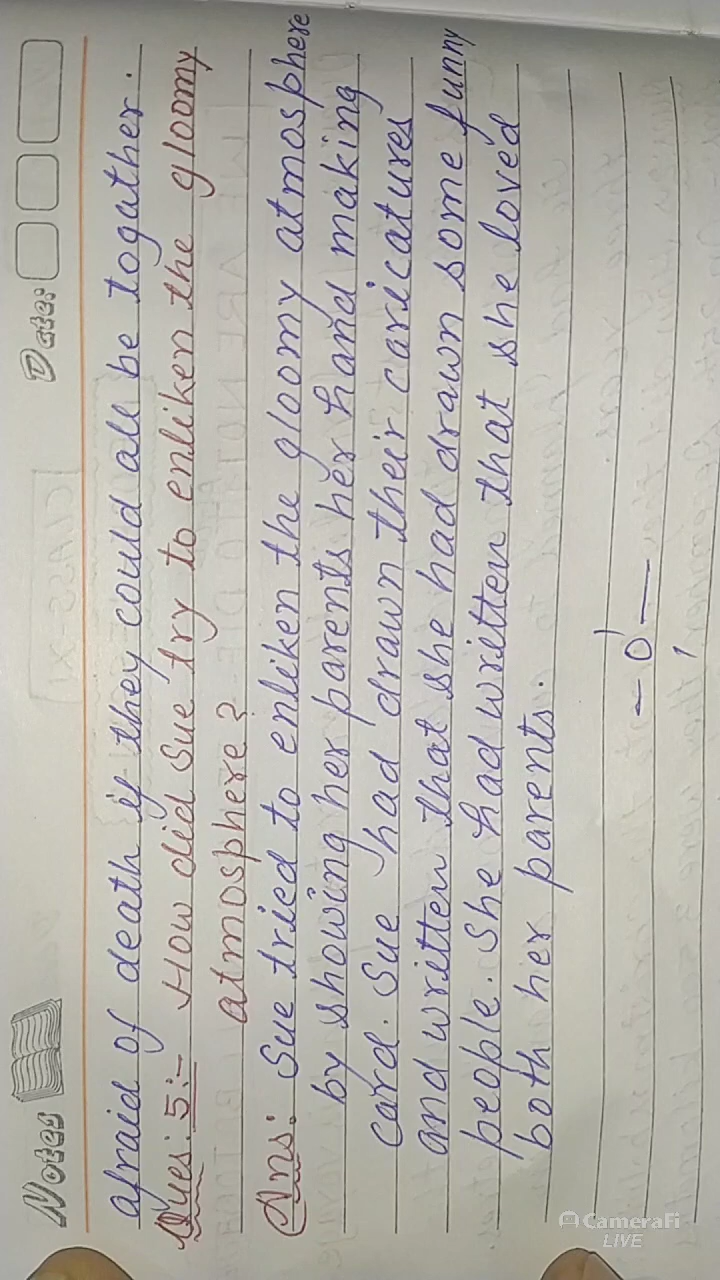 Notes Date:
afraid of death if they could all be togather.
Ques: 5:- How did Sue try to enliken the gloomy
atmosphere?
Ans: Sue tried to enliken the gloomy atmosphere
by showing her parents her hand making
card. Sue had drawn their caricatures
and written that she had drawn some funny
people. She had written that she loved
both her parents.
-0-
CameraFi
LIVE